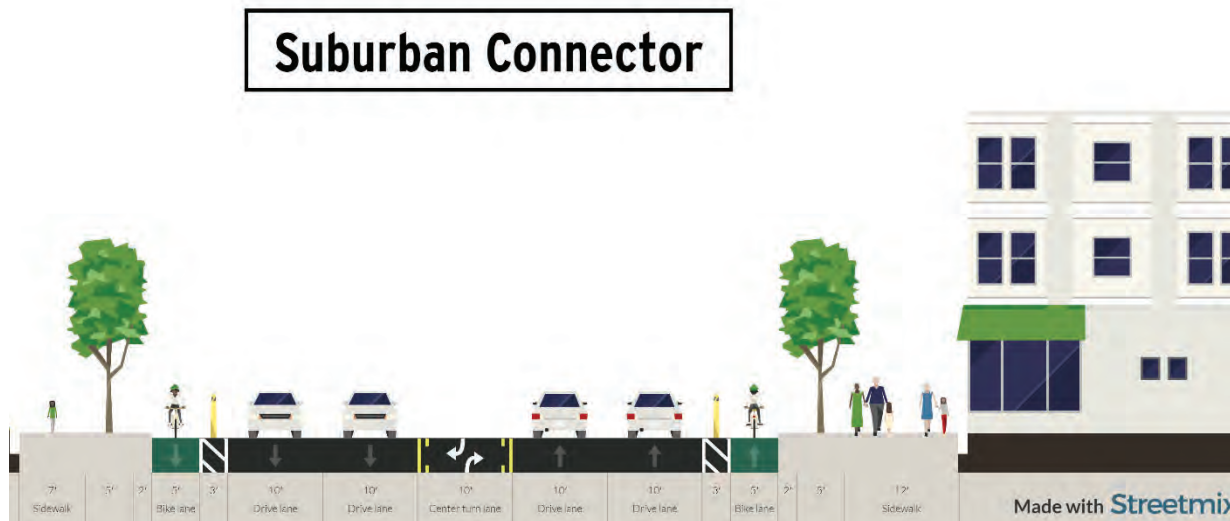 Suburban Connector
7' 5' 2' 5' 3' 10' 10' 10' 10' 10' 3' 5' 2' 5' 12'
Sidewalk Bike lane Drive lane Drive lane Center turn lane Drive lane Drive lane Bike lane Sidewalk
Made with Streetmix